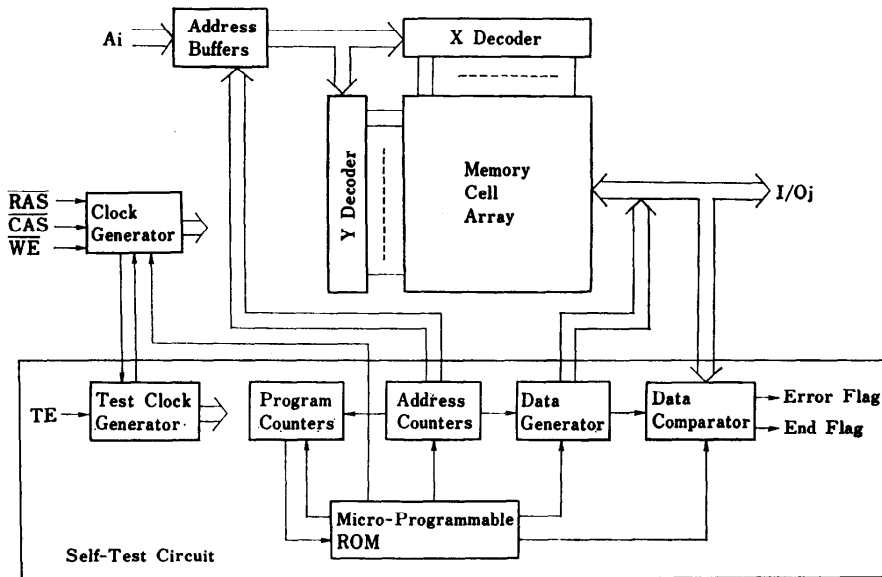 Ai
Address
Buffers
X Decoder
Y Decoder
Memory
Cell
Array
I/Oj
RAS
CAS
WE
Clock
Generator
TE
Test Clock
Generator
Program
Counters
Address
Counters
Data
Generator
Data
Comparator
Error Flag
End Flag
Micro-Programmable
ROM
Self-Test Circuit